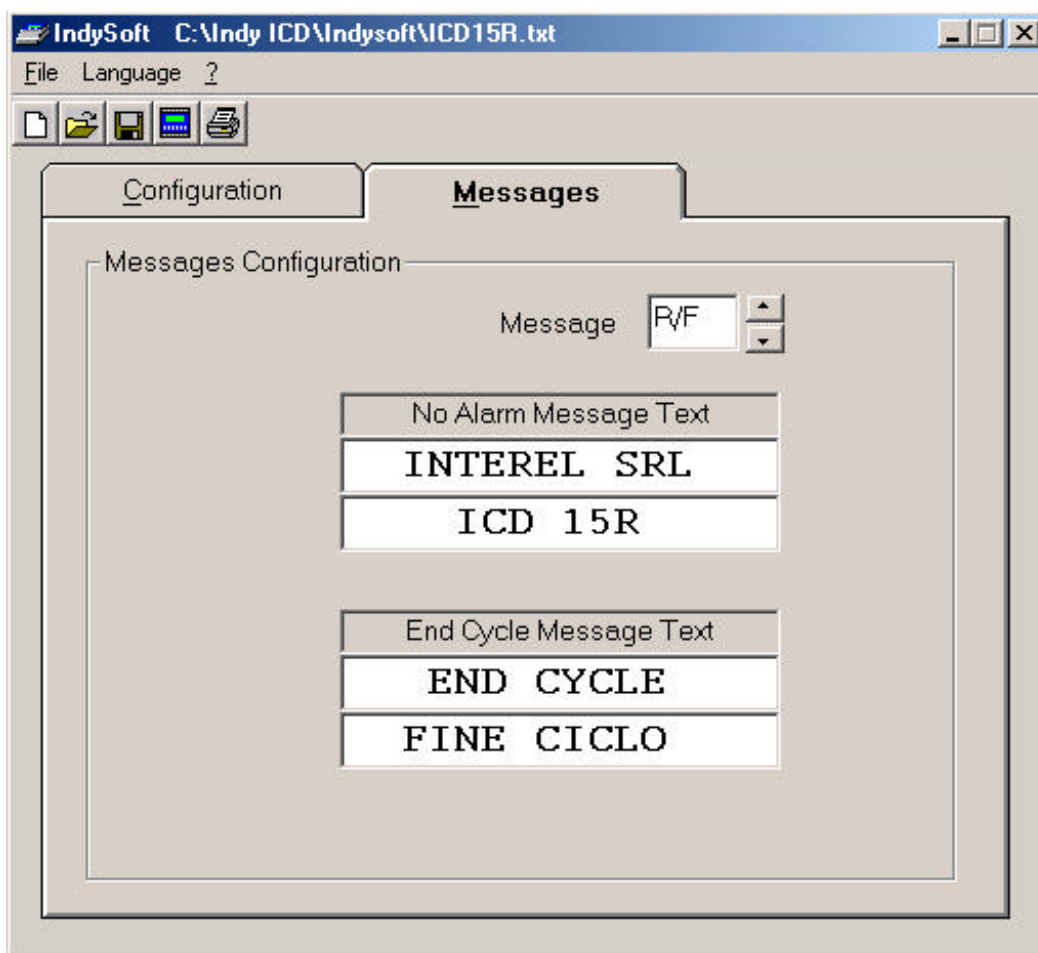 IndySoft C:\Indy ICD\Indysoft\ICD15R.txt
File Language ?
Configuration Messages
Messages Configuration
Message R/F
No Alarm Message Text
INTEREL SRL
ICD 15R
End Cycle Message Text
END CYCLE
FINE CICLO